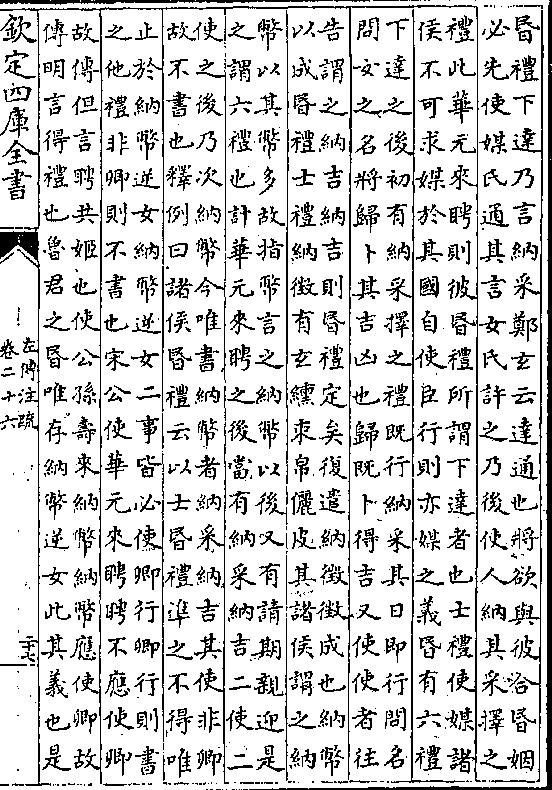 昏禮下達乃言納采鄭玄云達通也將欲與彼合昏姻
必先使媒氏通其言女氏許之乃後使人納其采擇之
禮此華元來聘則彼昏禮所謂下達者也士禮使媒諸
侯不可求媒於其國自使臣行則亦媒之義昏有六禮
下達之後初有納采擇之禮既行納采其日即行問名
問女之名將歸卜其吉凶也歸既卜得吉又使使者往
告謂之納吉納吉則昏禮定矣復遣納徵徵成也納幣
以成昏禮士禮納徵有玄纁束帛儷皮其諸侯謂之納
幣以其幣多故指幣言之納幣以後又有請期親迎是
之謂六禮也計華元來聘之後當有納采納吉二使二
使之後乃次納幣今唯書納幣者納采納吉其使非卿
故不書也釋例曰諸侯昏禮云以士昏禮準之不得唯
止於納幣逆女納幣逆女二事皆必使卿行卿行則書
之他禮非卿則不書也宋公使華元來聘聘不應使卿
故傳但言聘共姬也使公孫壽來納幣納幣應使卿故
傳明言得禮也魯君之昏唯存納幣逆女此其義也是
欽定四庫全書
左傳注疏
卷二十六